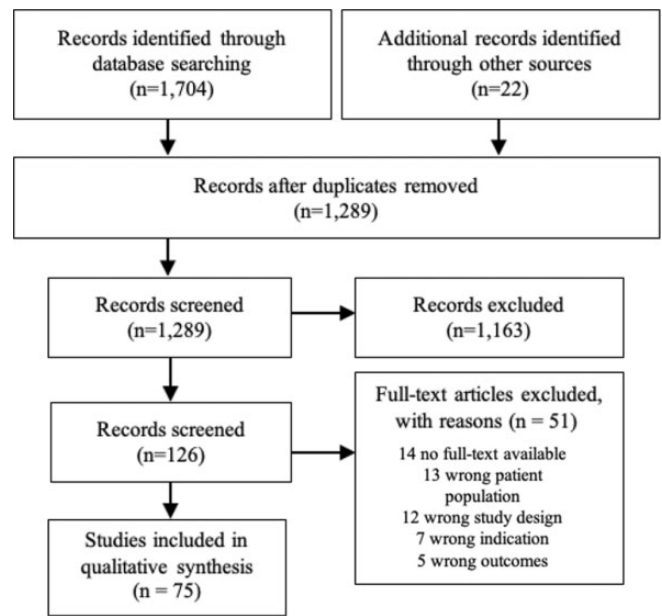 Records identified through
database searching
(n=1,704)
Additional records identified
through other sources
(n=22)
Records after duplicates removed
(n=1,289)
Records screened
(n=1,289)
Records excluded
(n=1,163)
Records screened
(n=126)
Full-text articles excluded,
with reasons (n = 51)
14 no full-text available
13 wrong patient
population
12 wrong study design
7 wrong indication
5 wrong outcomes
Studies included in
qualitative synthesis
(n = 75)